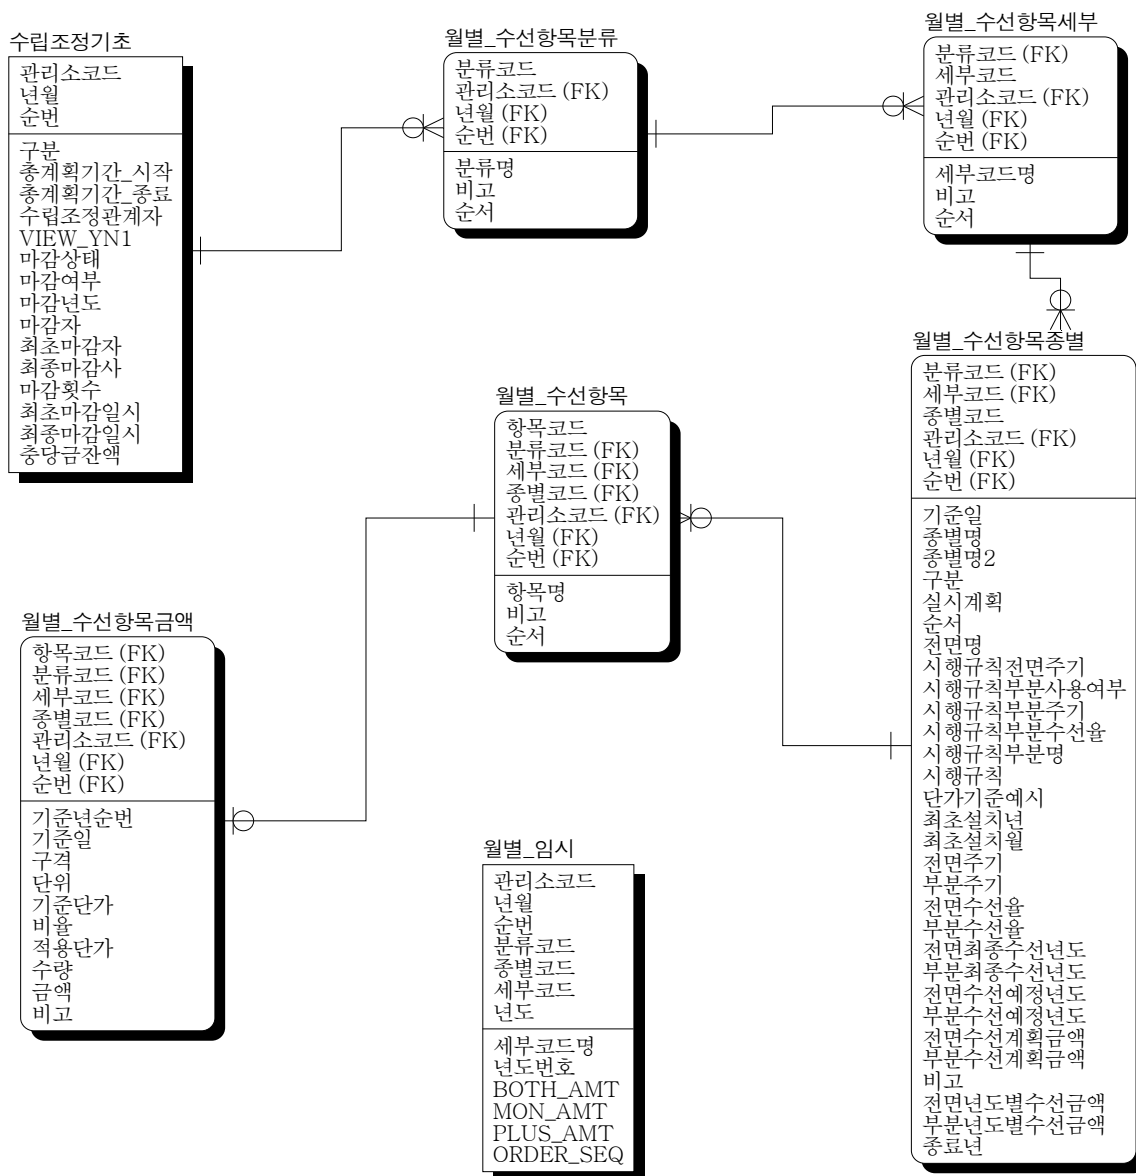 수립조정기초
관리소코드
년월
순번
구분
총계획기간_시작
총계획기간_종료
수립조정관계자
VIEW_YN1
마감상태
마감여부
마감년도
마감자
최초마감자
최종마감사
마감횟수
최초마감일시
최종마감일시
충당금잔액
월별_수선항목분류
분류코드
관리소코드 (FK)
년월 (FK)
순번 (FK)
분류명
비고
순서
월별_수선항목세부
분류코드 (FK)
세부코드
관리소코드 (FK)
년월 (FK)
순번 (FK)
세부코드명
비고
순서
월별_수선항목종별
분류코드 (FK)
세부코드 (FK)
종별코드
관리소코드 (FK)
년월 (FK)
순번 (FK)
기준일
종별명
종별명2
구분
실시계획
순서
전면명
시행규칙전면주기
시행규칙부분사용여부
시행규칙부분주기
시행규칙부분수선율
시행규칙부분명
시행규칙
단가기준예시
최초설치년
최초설치월
전면주기
부분주기
전면수선율
부분수선율
전면최종수선년도
부분최종수선년도
전면수선예정년도
부분수선예정년도
전면수선계획금액
부분수선계획금액
비고
전면년도별수선금액
부분년도별수선금액
종료년
월별_수선항목
항목코드
분류코드 (FK)
세부코드 (FK)
종별코드 (FK)
관리소코드 (FK)
년월 (FK)
순번 (FK)
항목명
비고
순서
월별_수선항목금액
항목코드 (FK)
분류코드 (FK)
세부코드 (FK)
종별코드 (FK)
관리소코드 (FK)
년월 (FK)
순번 (FK)
기준년순번
기준일
구격
단위
기준단가
비율
적용단가
수량
금액
비고
월별_임시
관리소코드
년월
순번
분류코드
종별코드
세부코드
년도
세부코드명
년도번호
BOTH_AMT
MON_AMT
PLUS_AMT
ORDER_SEQ